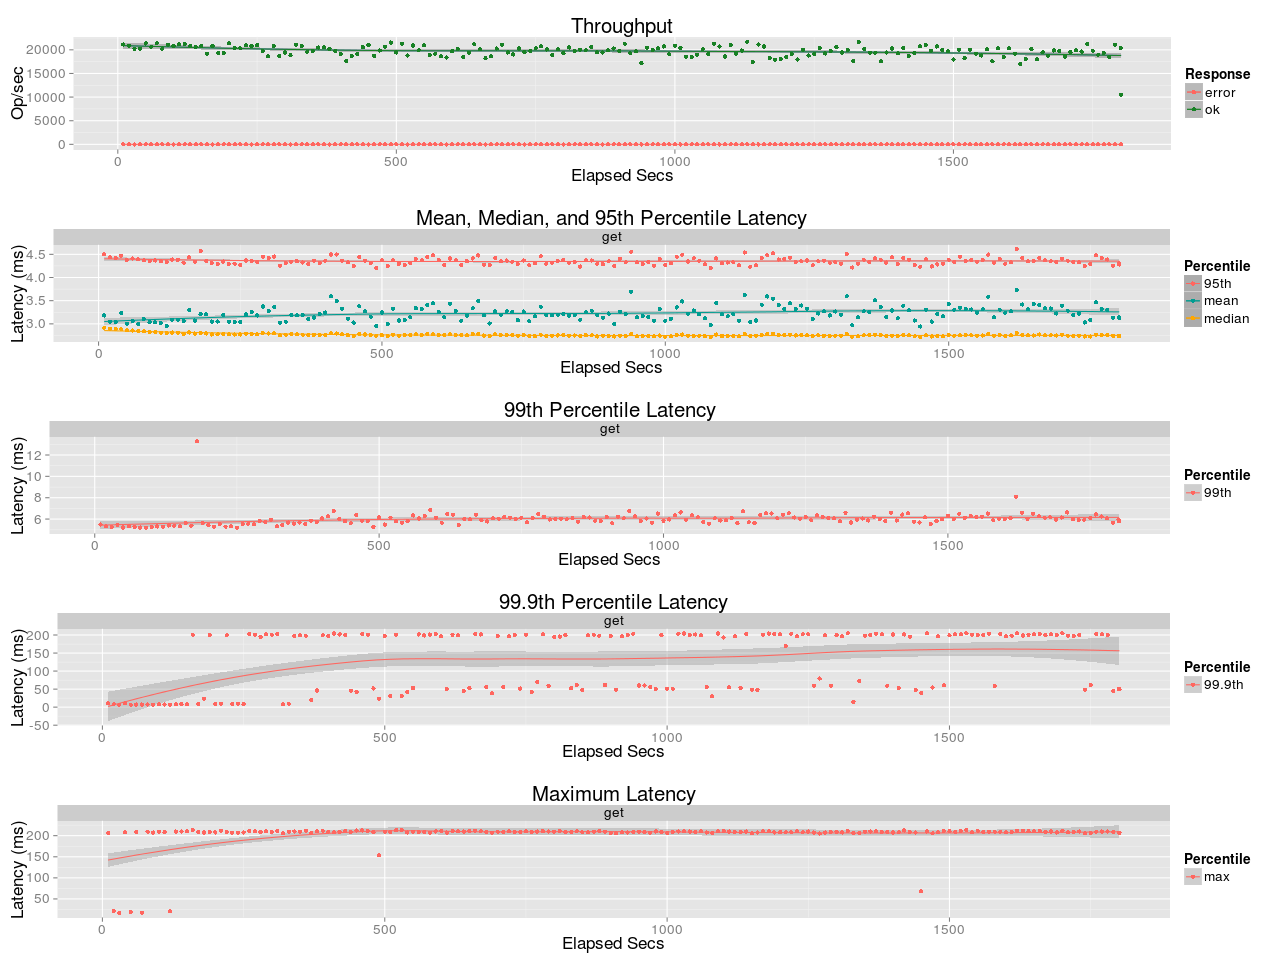 Throughput
Op/sec
20000
15000
10000
5000
0
0 500 1000 1500
Elapsed Secs
Response
error
ok
Mean, Median, and 95th Percentile Latency
get
Latency (ms)
4.5
4.0
3.5
3.0
0 500 1000 1500
Elapsed Secs
Percentile
95th
mean
median
99th Percentile Latency
get
Latency (ms)
12
10
8
6
0 500 1000 1500
Elapsed Secs
Percentile
99th
99.9th Percentile Latency
get
Latency (ms)
200
150
100
50
0
-50
0 500 1000 1500
Elapsed Secs
Percentile
99.9th
Maximum Latency
get
Latency (ms)
200
150
100
50
0 500 1000 1500
Elapsed Secs
Percentile
max